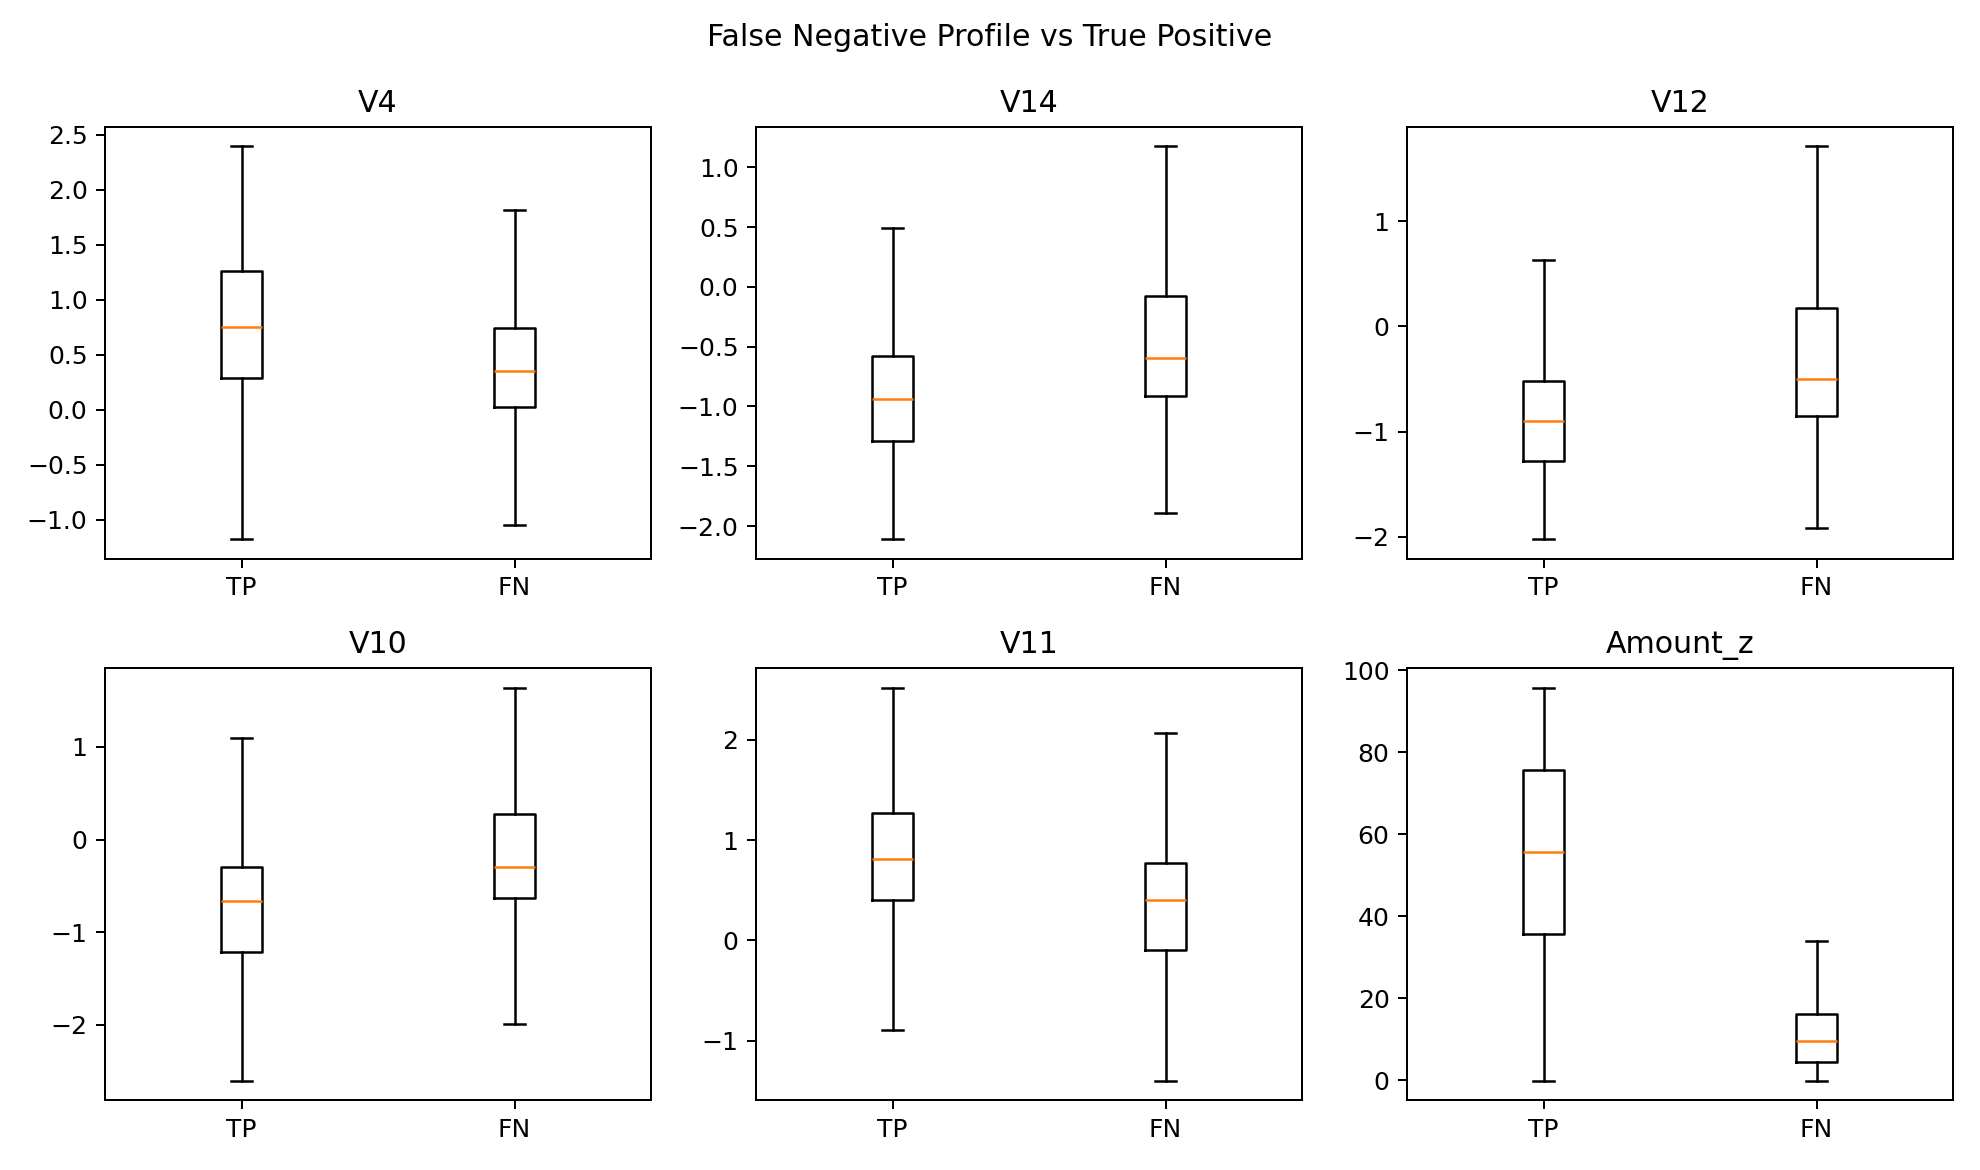 False Negative Profile vs True Positive
V4
2.5
2.0
1.5
1.0
0.5
0.0
−0.5
−1.0
TP FN
V14
1.0
0.5
0.0
−0.5
−1.0
−1.5
−2.0
TP FN
V12
1
0
−1
−2
TP FN
V10
1
0
−1
−2
TP FN
V11
2
1
0
−1
TP FN
Amount_z
100
80
60
40
20
0
TP FN